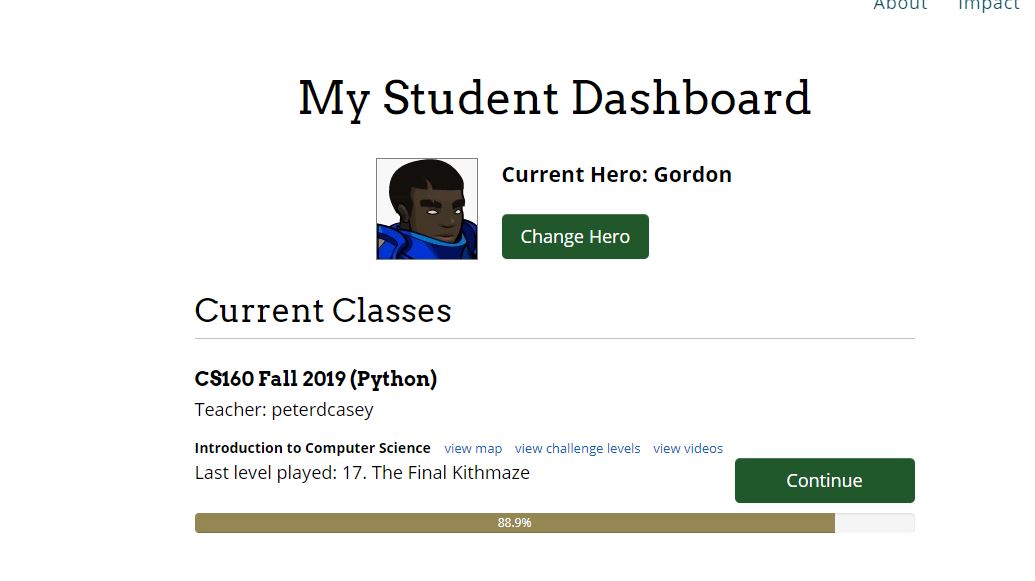 About Impact
My Student Dashboard
Current Hero: Gordon
Change Hero
Current Classes
CS160 Fall 2019 (Python)
Teacher: peterdcasey
Introduction to Computer Science view map view challenge levels view videos
Last level played: 17. The Final Kithmaze
Continue
88.9%